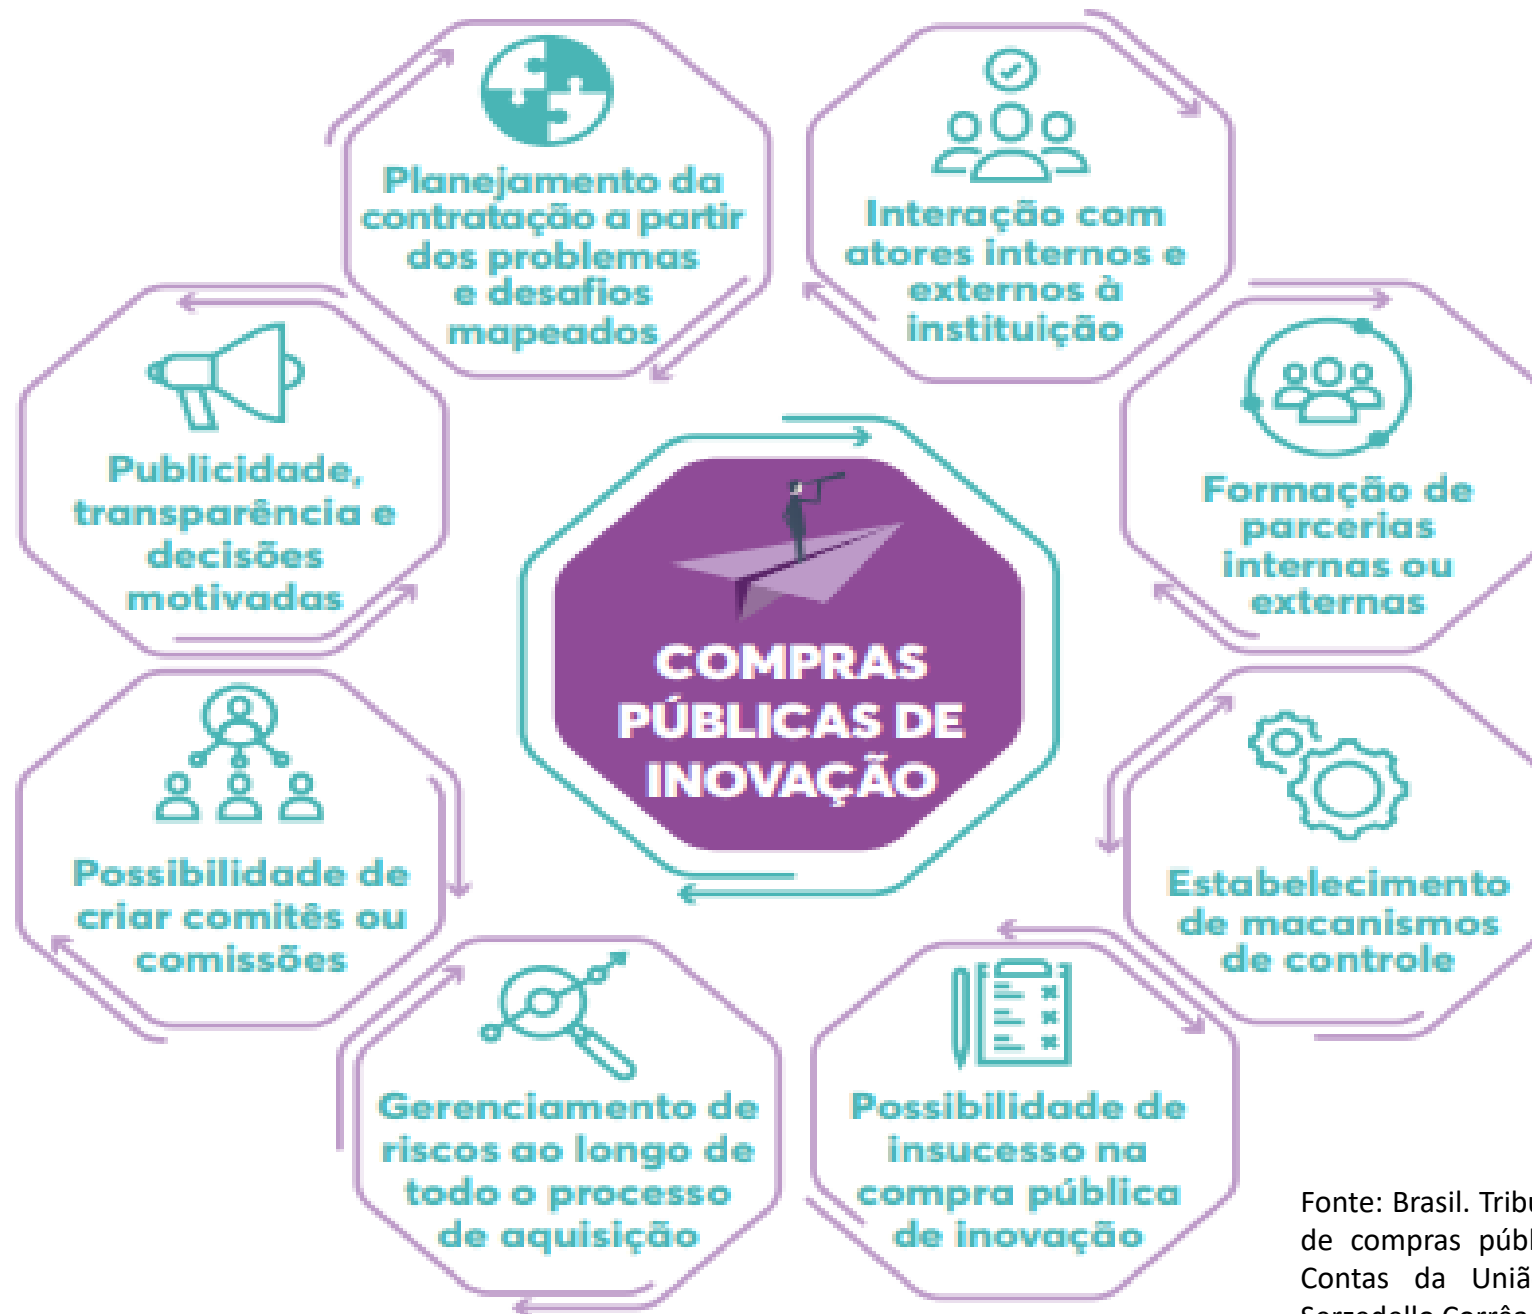 Planejamento da
contratação a partir
dos problemas
e desafios
mapeados
Interação com
atores internos e
externos à
instituição
Publicidade,
transparência e
decisões
motivadas
Formação de
parcerias
internas ou
externas
COMPRAS
PÚBLICAS DE
INOVAÇÃO
Possibilidade de
criar comitês ou
comissões
Estabelecimento
de macanismos
de controle
Gerenciamento de
riscos ao longo de
todo o processo
de aquisição
Possibilidade de
insucesso na
compra pública
de inovação
Fonte: Brasil.
de compras
Contas da